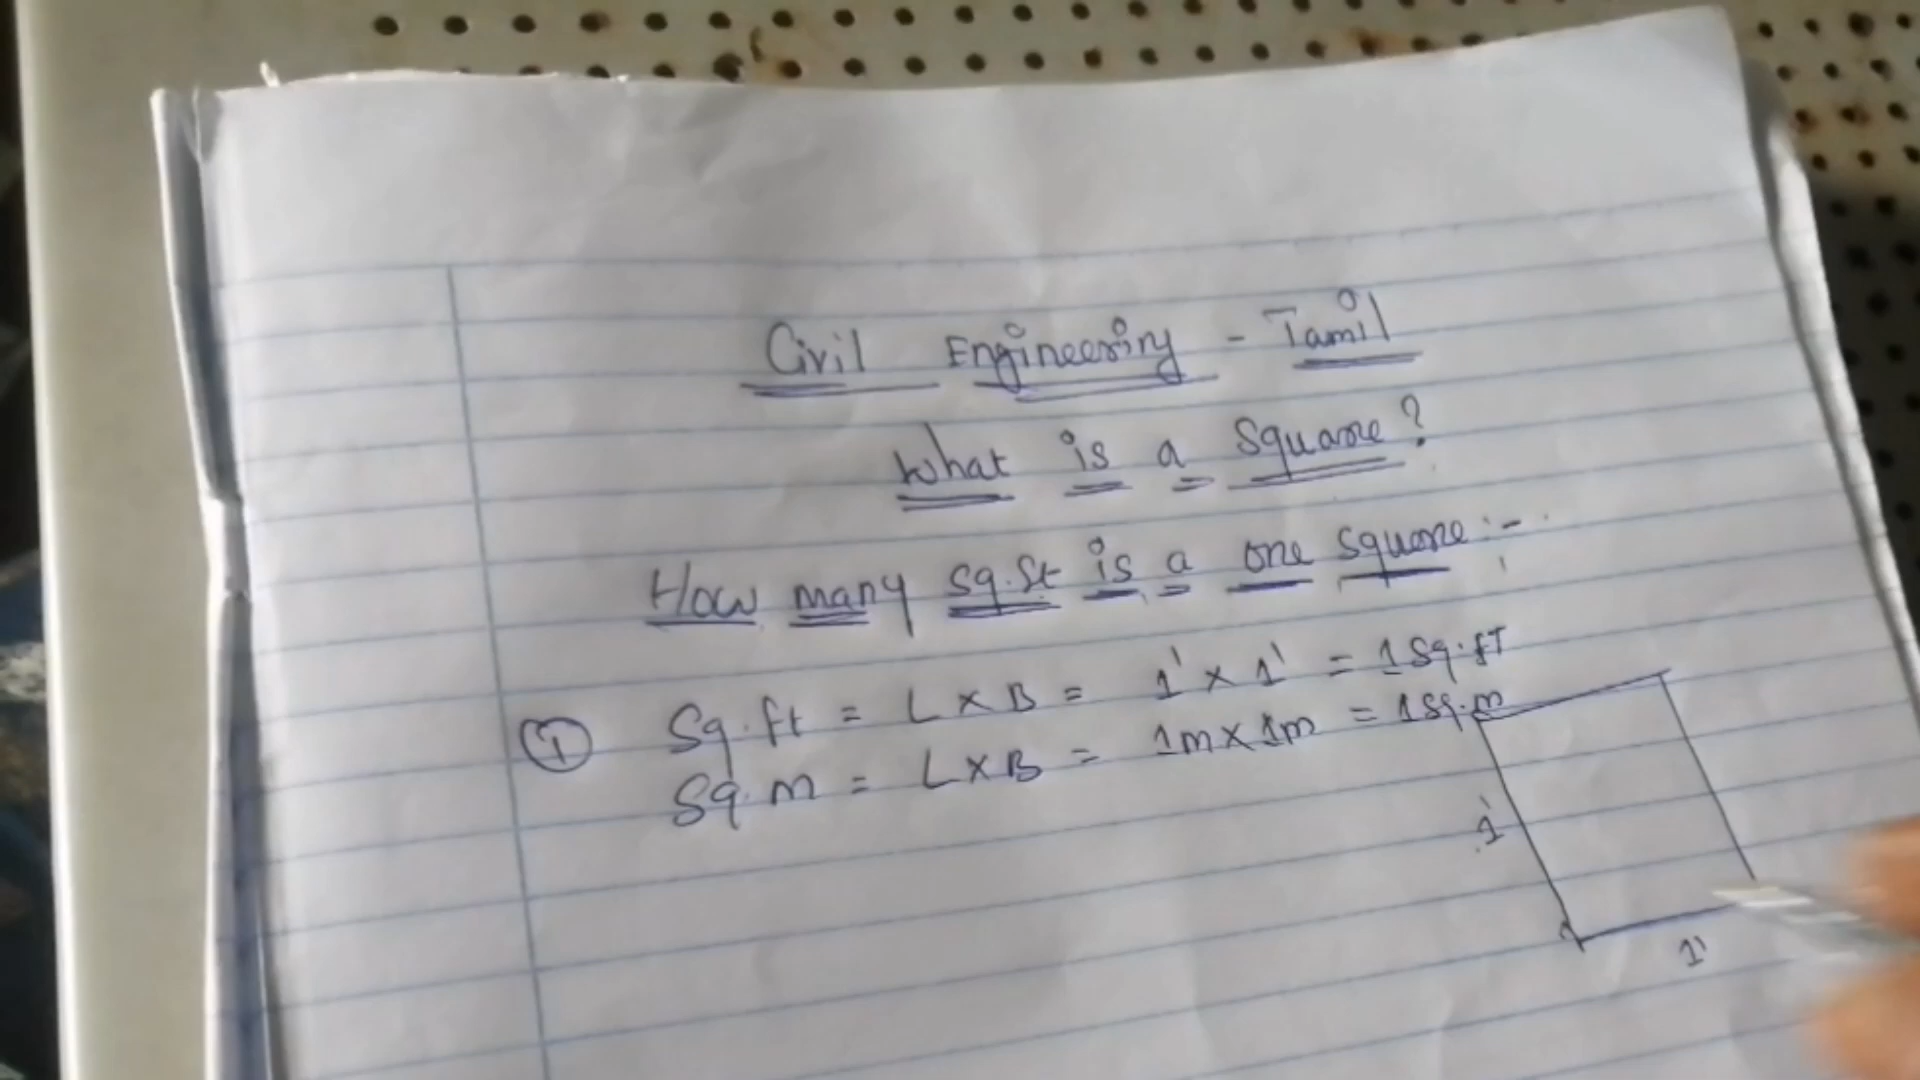 Civil Engineering - Tamil
What is a Square?
How many sq.ft is a one square:-
① Sq.ft = L x B = 1' x 1' = 1 Sq.fT
Sq.m = L x B = 1m x 1m = 1 Sq.m
1'
1'